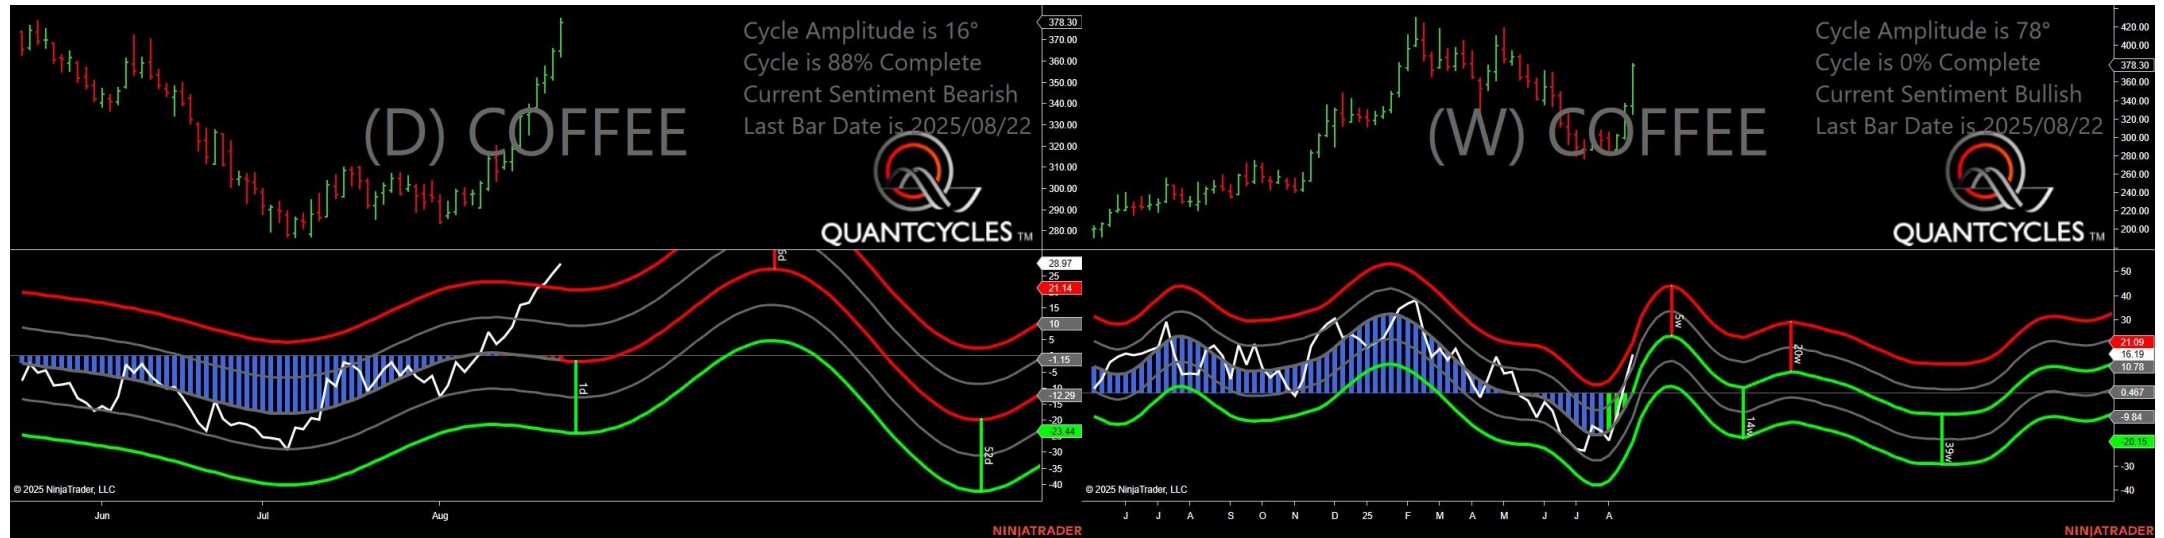 Cycle Amplitude is 16°
Cycle is 88% Complete
Current Sentiment Bearish
Last Bar Date is 2025/08/22
(D) COFFEE
QUANTCYCLES TM
378.30
370.00
360.00
350.00
340.00
330.00
320.00
310.00
300.00
290.00
280.00
28.97
25
21.14
15
10
5
-1.15
-5
-10
-12.29
-15
-20
-23.44
-30
-35
-40
1d
52d
© 2025 NinjaTrader, LLC
Jun Jul Aug
NINJATRADER
Cycle Amplitude is 78°
Cycle is 0% Complete
Current Sentiment Bullish
Last Bar Date is 2025/08/22
(W) COFFEE
QUANTCYCLES TM
420.00
400.00
378.30
360.00
340.00
320.00
300.00
280.00
260.00
240.00
220.00
200.00
50
40
30
21.09
16.19
10.78
0.467
-9.84
-20.15
-30
-40
5w
20w
14w
39w
© 2025 NinjaTrader, LLC
J J A S O N D 25 F M A M J J A
NINJATRADER